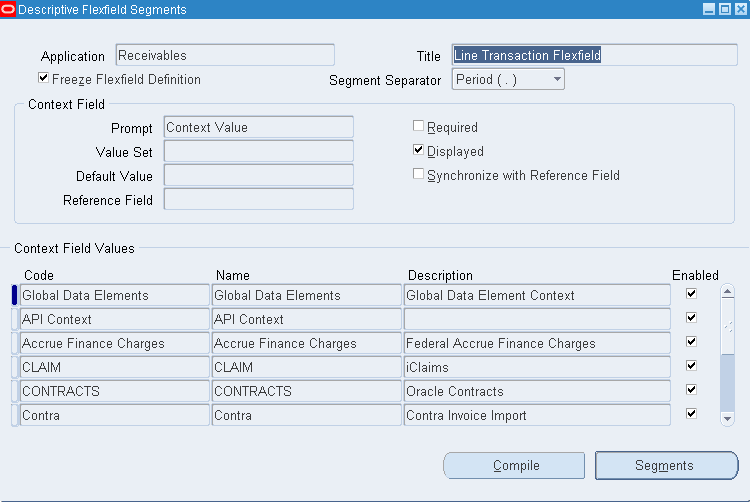 Descriptive Flexfield Segments
Application Receivables Title Line Transaction Flexfield
Freeze Flexfield Definition Segment Separator Period ( . )
Context Field
Prompt Context Value Required
Value Set Displayed
Default Value Synchronize with Reference Field
Reference Field
Context Field Values
Code Name Description Enabled
Global Data Elements Global Data Elements Global Data Element Context
API Context API Context
Accrue Finance Charges Accrue Finance Charges Federal Accrue Finance Charges
CLAIM CLAIM iClaims
CONTRACTS CONTRACTS Oracle Contracts
Contra Contra Contra Invoice Import
Compile Segments